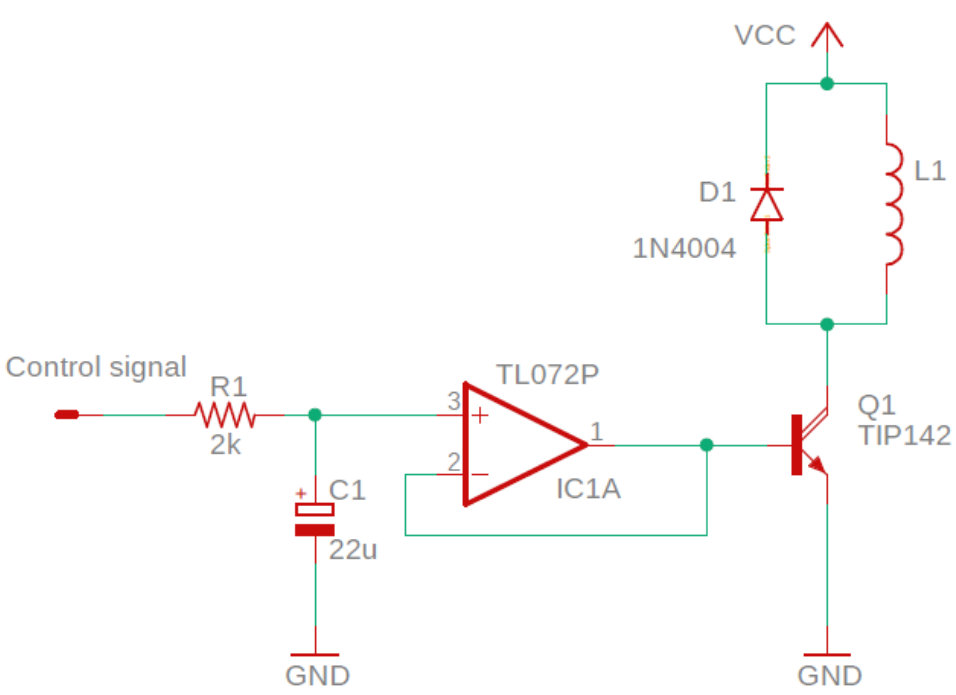 VCC
L1
D1
1N4004
Control signal
R1
2k
TL072P
3
+
1
2
−
IC1A
Q1
TIP142
+
C1
22u
GND
GND